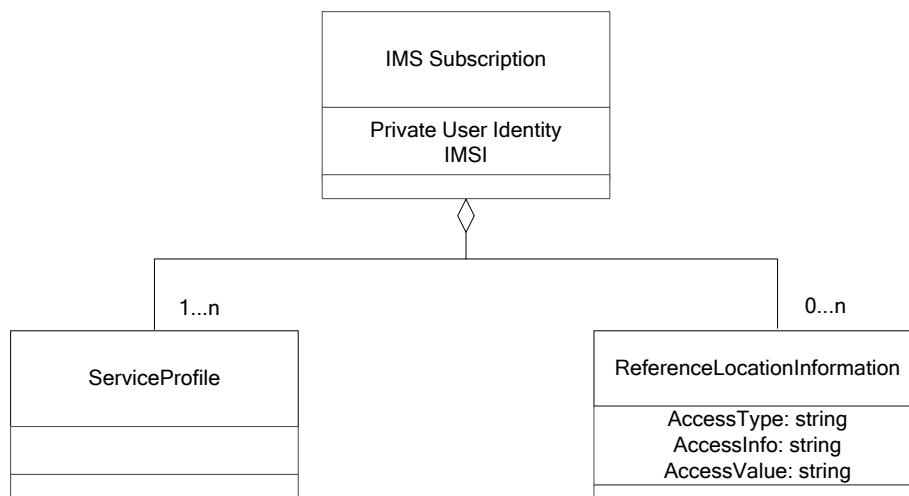 IMS Subscription
Private User Identity
IMSI
1...n
0...n
ServiceProfile
ReferenceLocationInformation
AccessType: string
AccessInfo: string
AccessValue: string